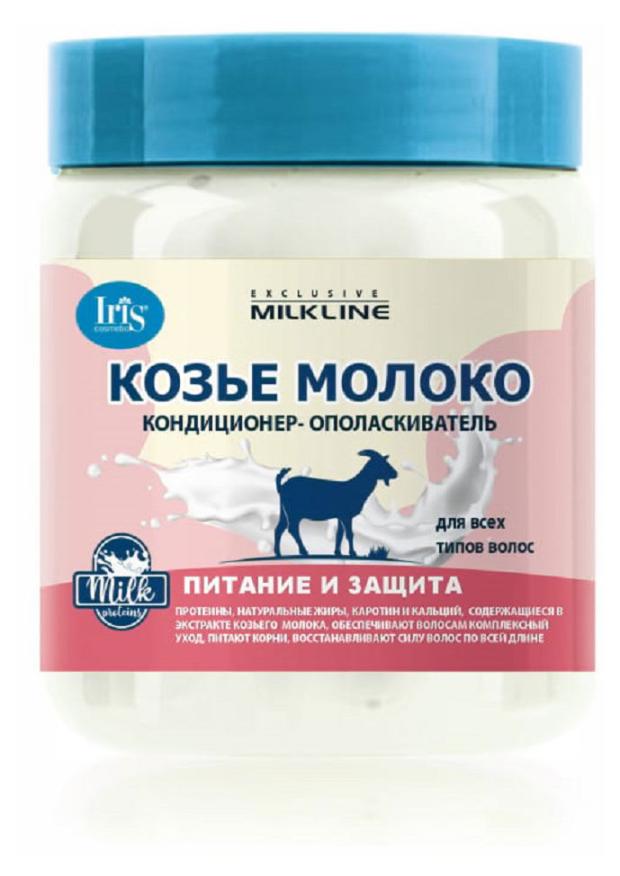 Iris®
cosmetic
EXCLUSIVE
MILKLINE
КОЗЬЕ МОЛОКО
КОНДИЦИОНЕР- ОПОЛАСКИВАТЕЛЬ
для всех
типов волос
Milk
proteins
ПИТАНИЕ И ЗАЩИТА
ПРОТЕИНЫ, НАТУРАЛЬНЫЕ ЖИРЫ, КАРОТИН И КАЛЬЦИЙ, СОДЕРЖАЩИЕСЯ В
ЭКСТРАКТЕ КОЗЬЕГО МОЛОКА, ОБЕСПЕЧИВАЮТ ВОЛОСАМ КОМПЛЕКСНЫЙ
УХОД, ПИТАЮТ КОРНИ, ВОССТАНАВЛИВАЮТ СИЛУ ВОЛОС ПО ВСЕЙ ДЛИНЕ